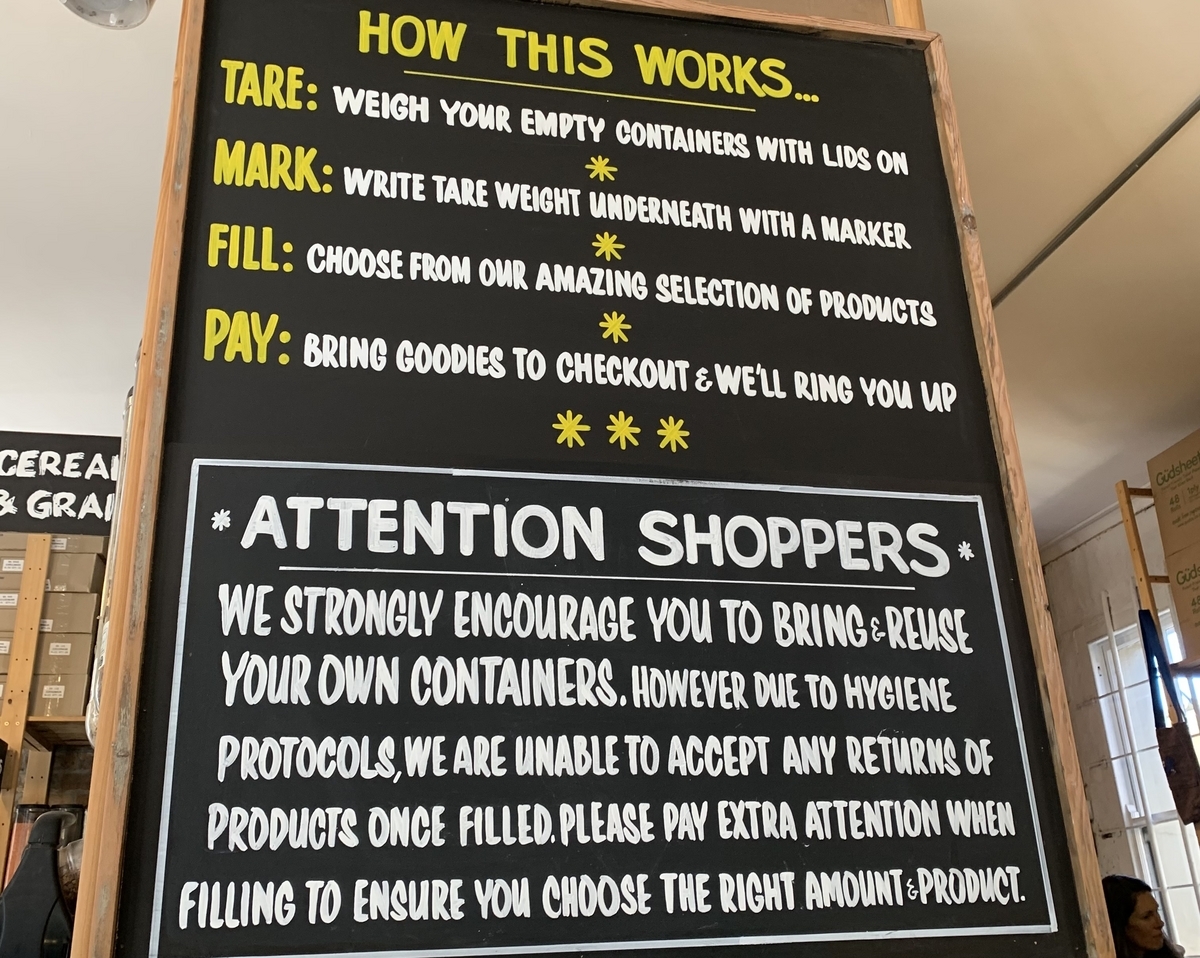 HOW THIS WORKS...
TARE: WEIGH YOUR EMPTY CONTAINERS WITH LIDS ON
MARK: WRITE TARE WEIGHT UNDERNEATH WITH A MARKER
FILL: CHOOSE FROM OUR AMAZING SELECTION OF PRODUCTS
PAY: BRING GOODIES TO CHECKOUT & WE'LL RING YOU UP
* ATTENTION SHOPPERS *
WE STRONGLY ENCOURAGE YOU TO BRING & REUSE
YOUR OWN CONTAINERS. HOWEVER DUE TO HYGIENE
PROTOCOLS, WE ARE UNABLE TO ACCEPT ANY RETURNS OF
PRODUCTS ONCE FILLED. PLEASE PAY EXTRA ATTENTION WHEN
FILLING TO ENSURE YOU CHOOSE THE RIGHT AMOUNT & PRODUCT.
CEREAL
& GRAI
Gūdsheet
48